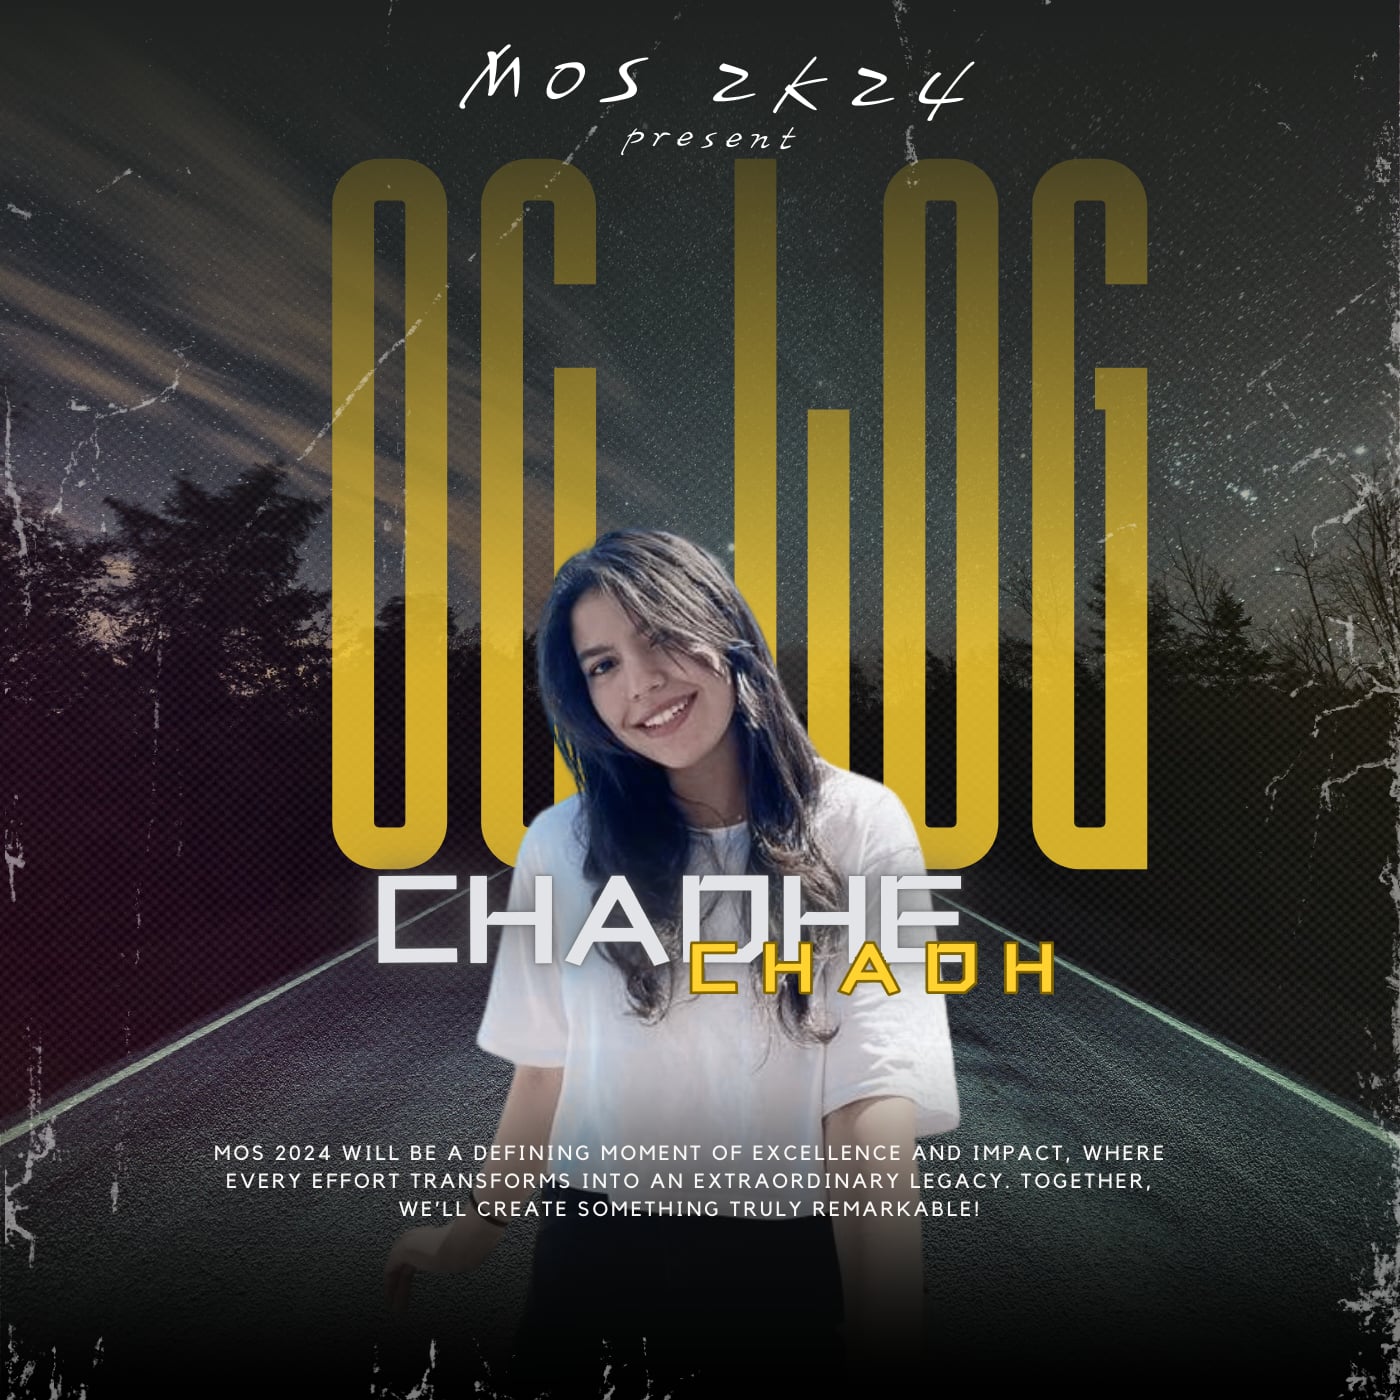 MOS 2K24
present
OC LOG
CHADHE
CHADH
MOS 2024 WILL BE A DEFINING MOMENT OF EXCELLENCE AND IMPACT, WHERE
EVERY EFFORT TRANSFORMS INTO AN EXTRAORDINARY LEGACY. TOGETHER,
WE'LL CREATE SOMETHING TRULY REMARKABLE!